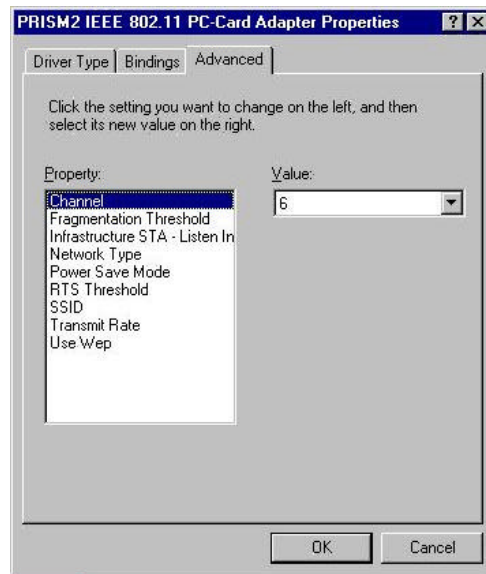 PRISM2 IEEE 802.11 PC-Card Adapter Properties
Driver Type Bindings Advanced
Click the setting you want to change on the left, and then
select its new value on the right.
Property:
Channel
Fragmentation Threshold
Infrastructure STA - Listen In
Network Type
Power Save Mode
RTS Threshold
SSID
Transmit Rate
Use Wep
Value:
6
OK Cancel